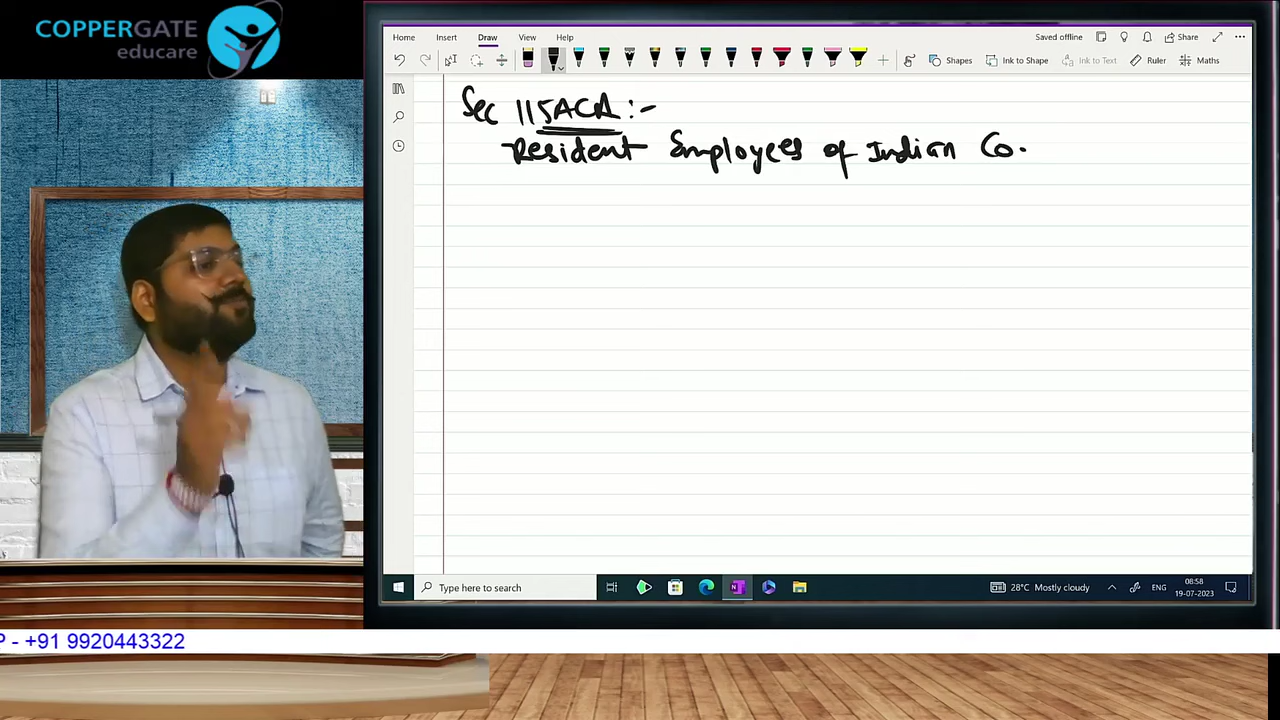 COPPERGATE
educare
Home Insert Draw View Help
Saved offline Share
Shapes Ink to Shape Ink to Text Ruler Maths
Sec 115ACA :-
Resident Employees of Indian Co.
Type here to search
28°C Mostly cloudy ENG 08:58
19-07-2023
P - +91 9920443322